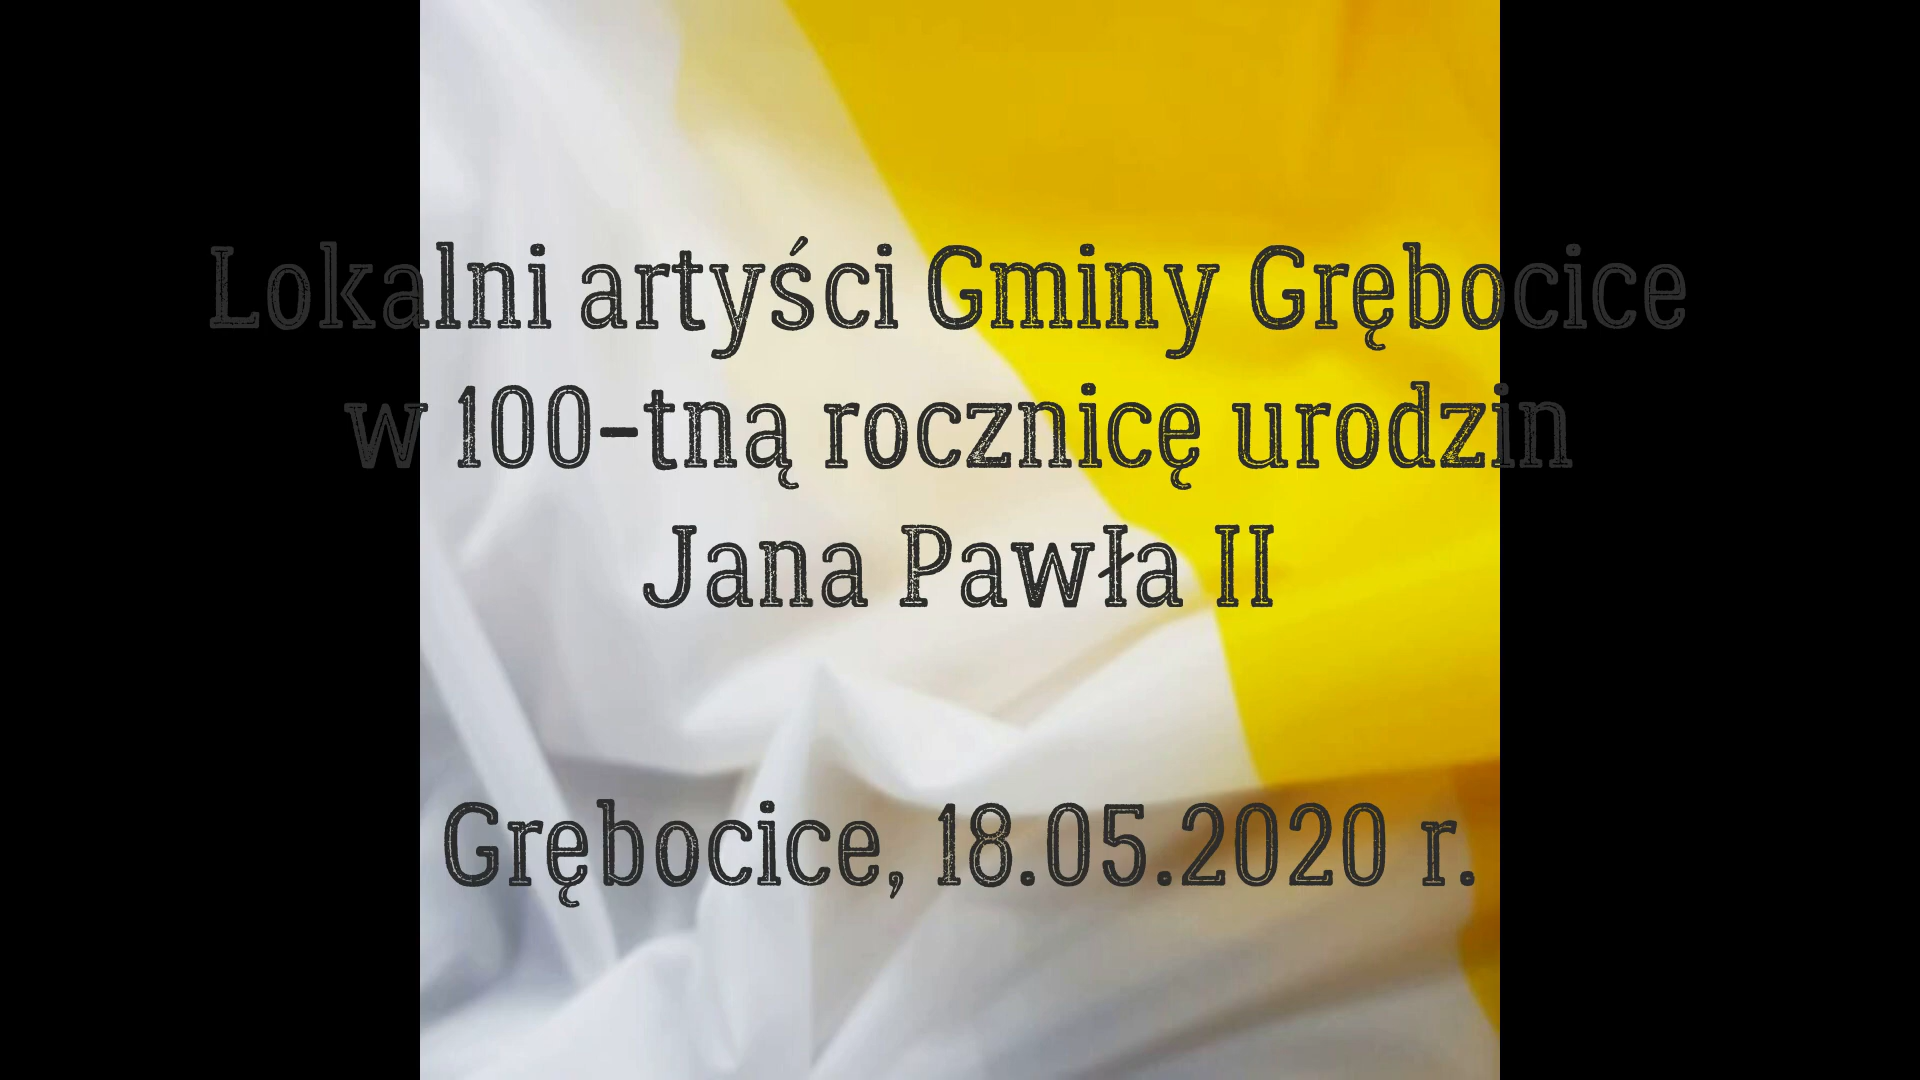 Lokalni artyści Gminy Grębocice
w 100-tną rocznicę urodzin
Jana Pawła II
Grębocice, 18.05.2020 r.